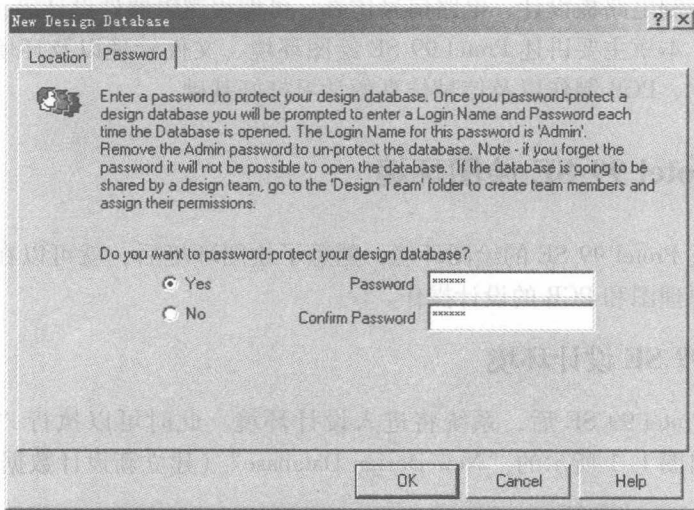 New Design Database
Location Password
Enter a password to protect your design database. Once you password-protect a
design database you will be prompted to enter a Login Name and Password each
time the Database is opened. The Login Name for this password is 'Admin'.
Remove the Admin password to un-protect the database. Note - if you forget the
password it will not be possible to open the database. If the database is going to be
shared by a design team, go to the 'Design Team' folder to create team members and
assign their permissions.
Do you want to password-protect your design database?
Yes Password ******
No Confirm Password ******
OK Cancel Help